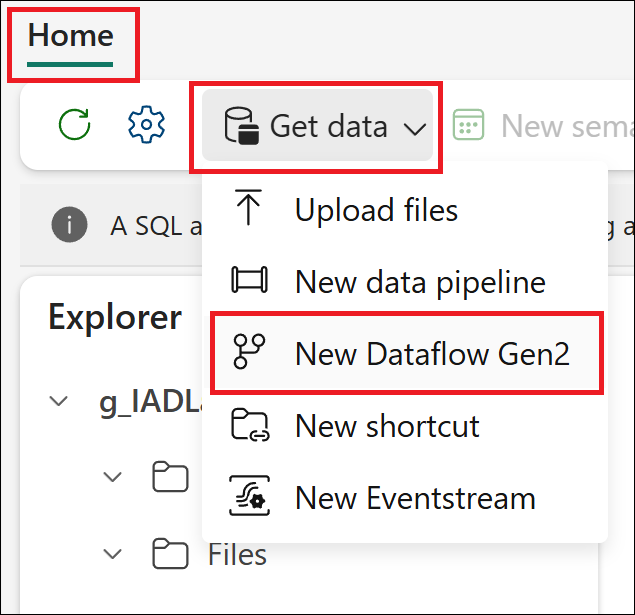 Home
Get data
New sema
A SQL a
g a
Upload files
New data pipeline
Explorer
New Dataflow Gen2
g_IADLa
New shortcut
New Eventstream
Files